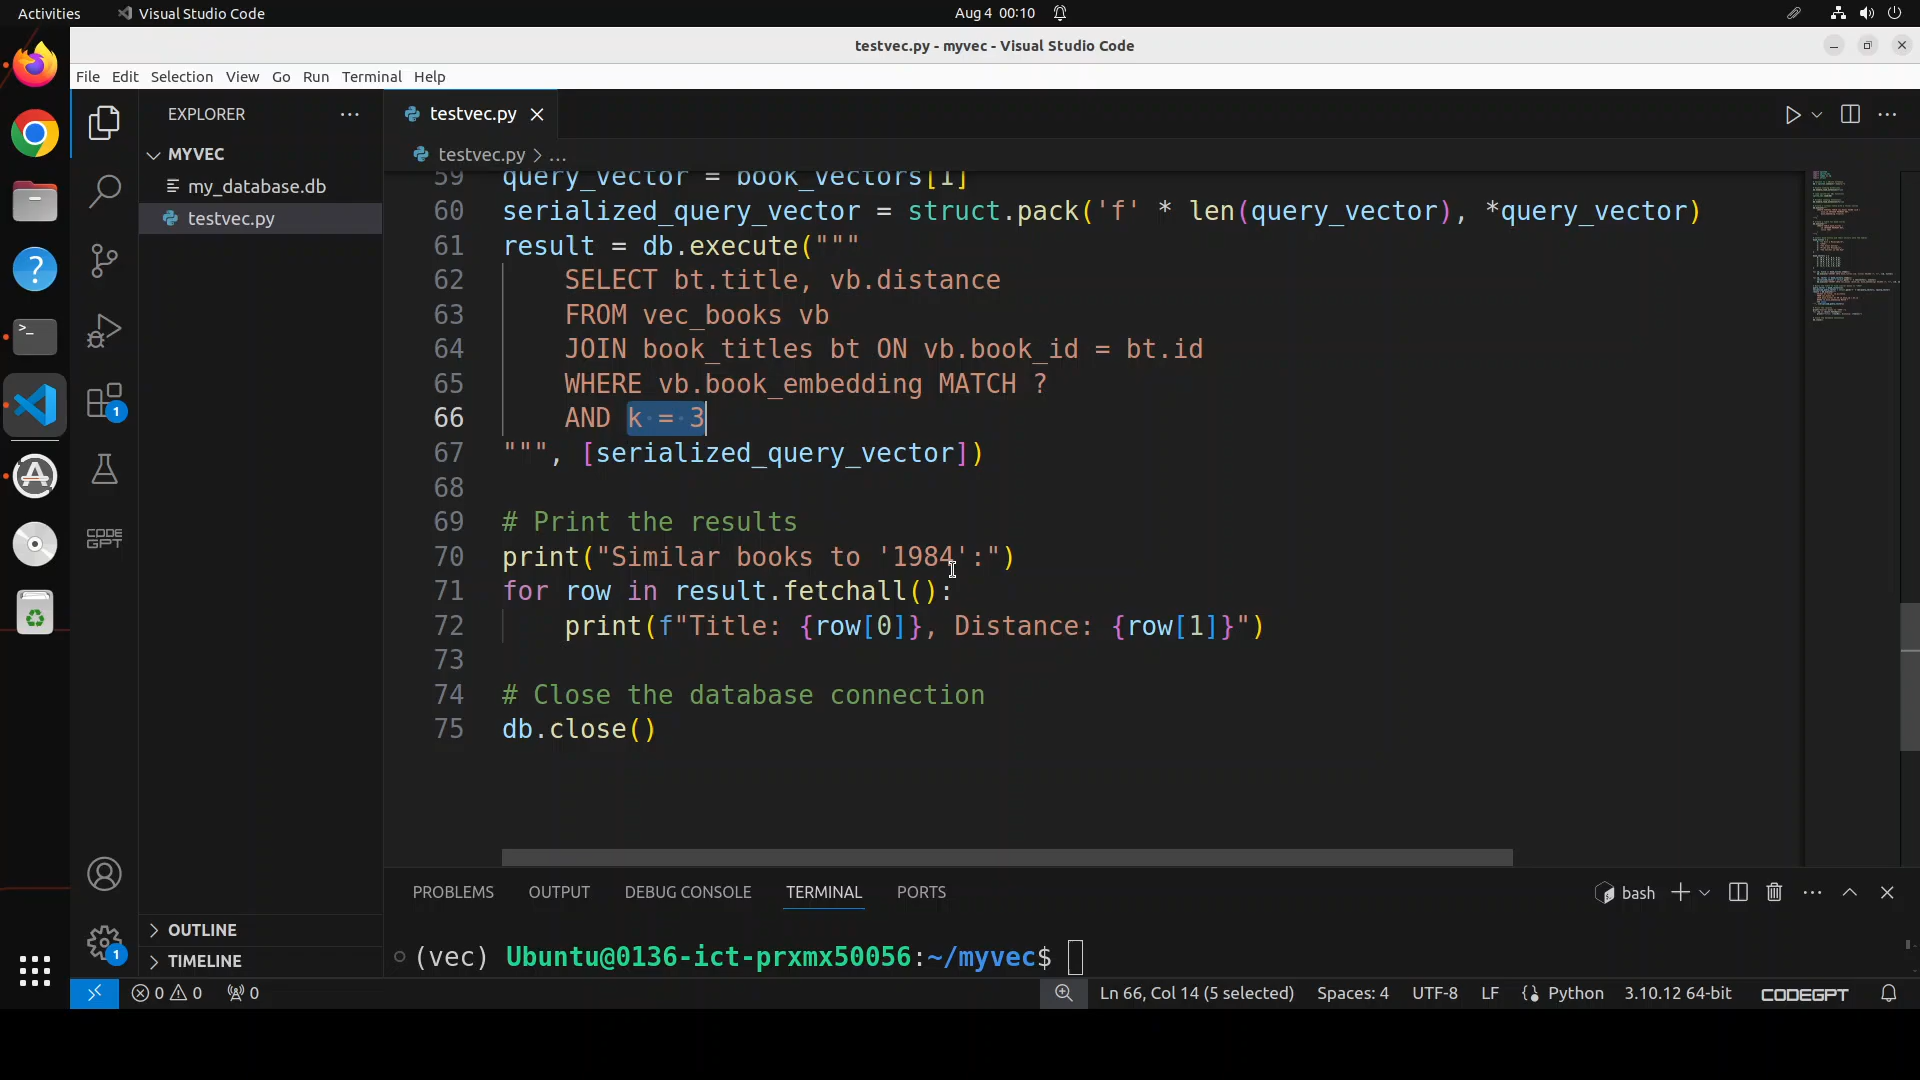 Activities
Visual Studio Code
Aug 4 00:10
testvec.py - myvec - Visual Studio Code
File Edit Selection View Go Run Terminal Help
EXPLORER
MYVEC
my_database.db
testvec.py
OUTLINE
TIMELINE
testvec.py
testvec.py > ...
59 query_vector = book_vectors[1]
60 serialized_query_vector = struct.pack('f' * len(query_vector), *query_vector)
61 result = db.execute("""
62 SELECT bt.title, vb.distance
63 FROM vec_books vb
64 JOIN book_titles bt ON vb.book_id = bt.id
65 WHERE vb.book_embedding MATCH ?
66 AND k = 3
67 """, [serialized_query_vector])
68
69 # Print the results
70 print("Similar books to '1984':")
71 for row in result.fetchall():
72 print(f"Title: {row[0]}, Distance: {row[1]}")
73
74 # Close the database connection
75 db.close()
1
CODE
GPT
1
PROBLEMS OUTPUT DEBUG CONSOLE TERMINAL PORTS
bash
(vec) Ubuntu@0136-ict-prxmx50056:~/myvec$
0 0 0
Ln 66, Col 14 (5 selected) Spaces: 4 UTF-8 LF Python 3.10.12 64-bit CODEGPT